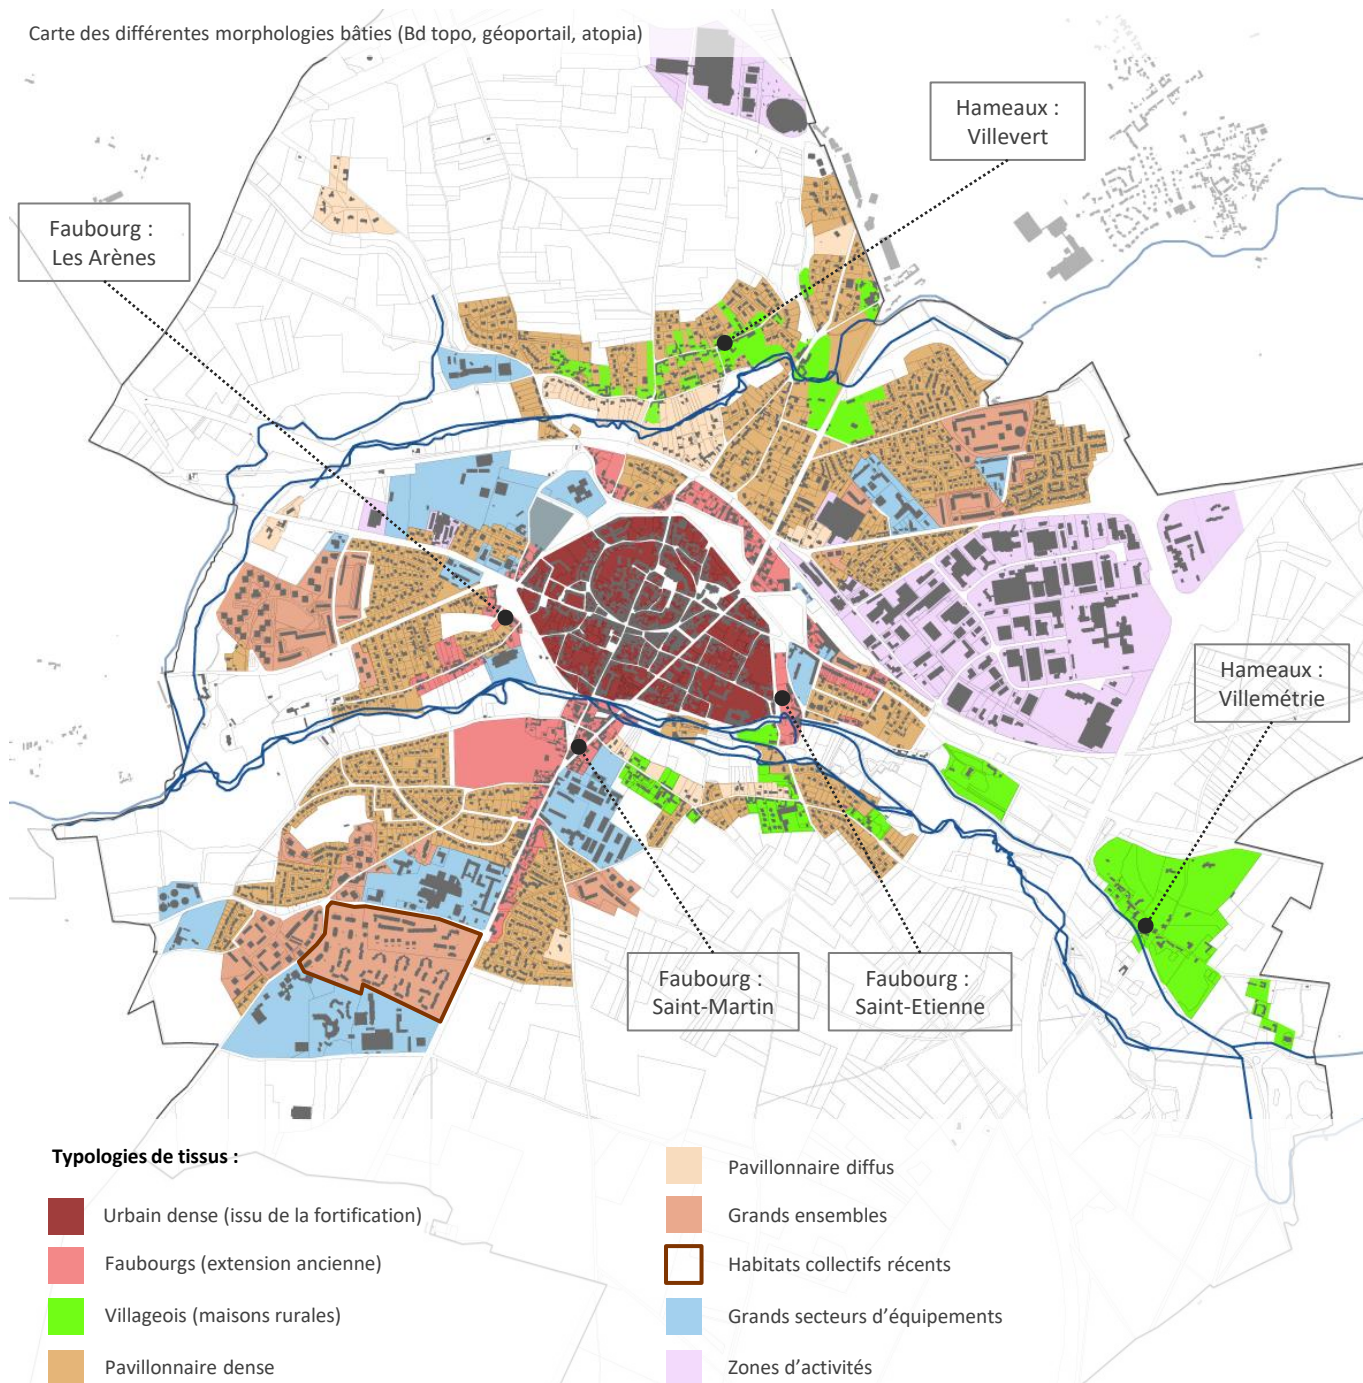 Carte des différentes morphologies bâties (Bd topo, géoportail, atopia)
Hameaux :
Villevert
Faubourg :
Les Arènes
Hameaux :
Villemétrie
Faubourg :
Saint-Martin
Faubourg :
Saint-Etienne
Typologies de tissus :
Urbain dense (issu de la fortification)
Faubourgs (extension ancienne)
Villageois (maisons rurales)
Pavillonnaire dense
Pavillonnaire diffus
Grands ensembles
Habitats collectifs récents
Grands secteurs d’équipements
Zones d’activités